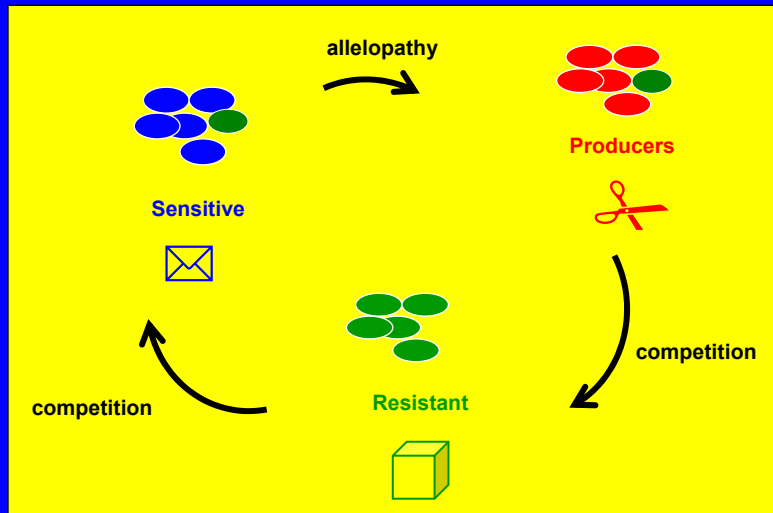 allelopathy
Producers
Sensitive
competition
Resistant
competition